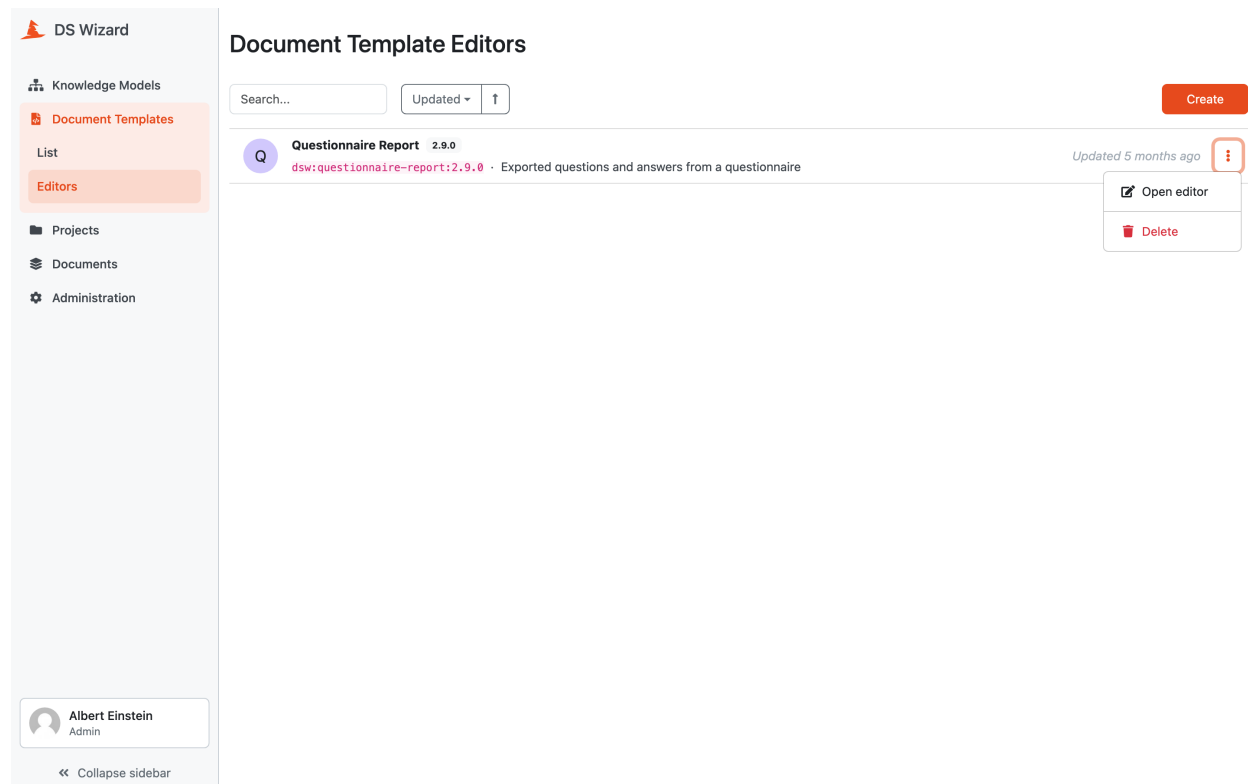 DS Wizard
Knowledge Models
Document Templates
List
Editors
Projects
Documents
Administration
Albert Einstein
Admin
Collapse sidebar
Document Template Editors
Search...
Updated
Create
Q
Questionnaire Report 2.9.0
dsw:questionnaire-report:2.9.0 · Exported questions and answers from a questionnaire
Updated 5 months ago
Open editor
Delete